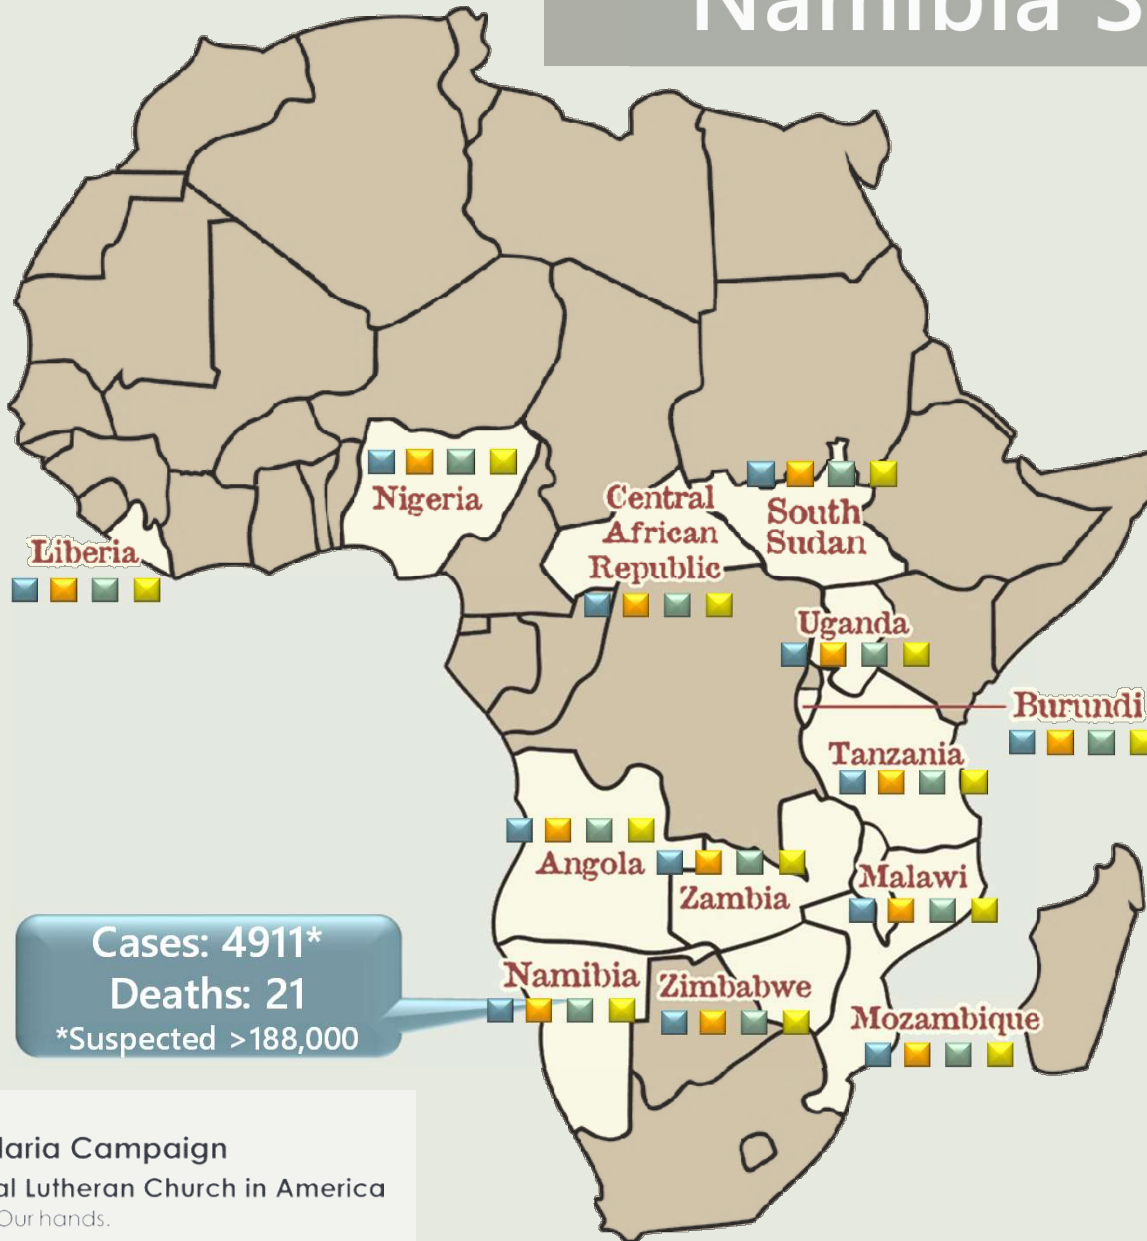 Namibia S
Nigeria
Central
African
Republic
South
Sudan
Liberia
Uganda
Burundi
Tanzania
Angola
Zambia
Malawi
Cases: 4911*
Deaths: 21
*Suspected >188,000
Namibia
Zimbabwe
Mozambique
laria Campaign
al Lutheran Church in America
Our hands.